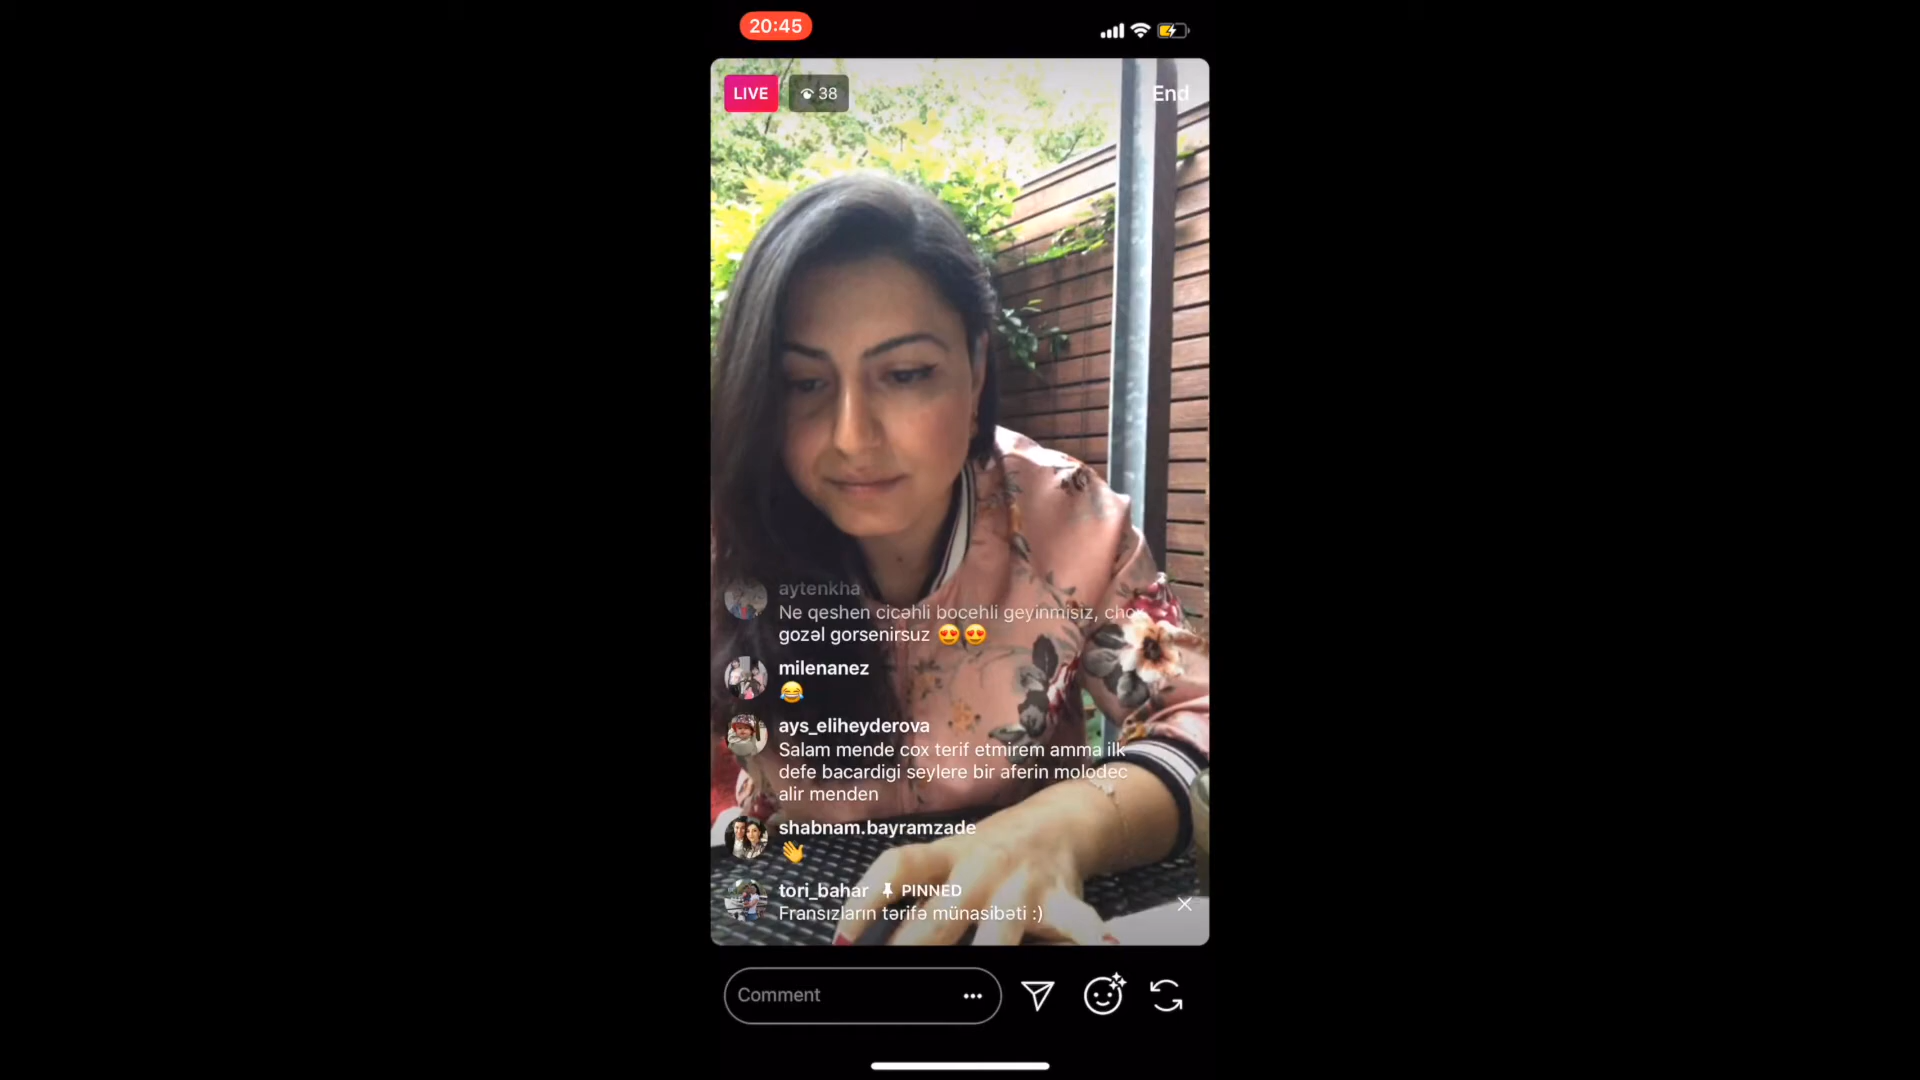 20:45
LIVE
38
End
aytenkha
Ne qeshen cicəhli bocehli geyinmisiz, chox
gozəl gorsenirsuz 😍😍
milenanez
😂
ays_eliheyderova
Salam mende cox terif etmirem amma ilk
defe bacardigi seylere bir aferin molodec
alir menden
shabnam.bayramzade
👋
tori_bahar PINNED
Fransızların tərifə münasibəti :)
Comment